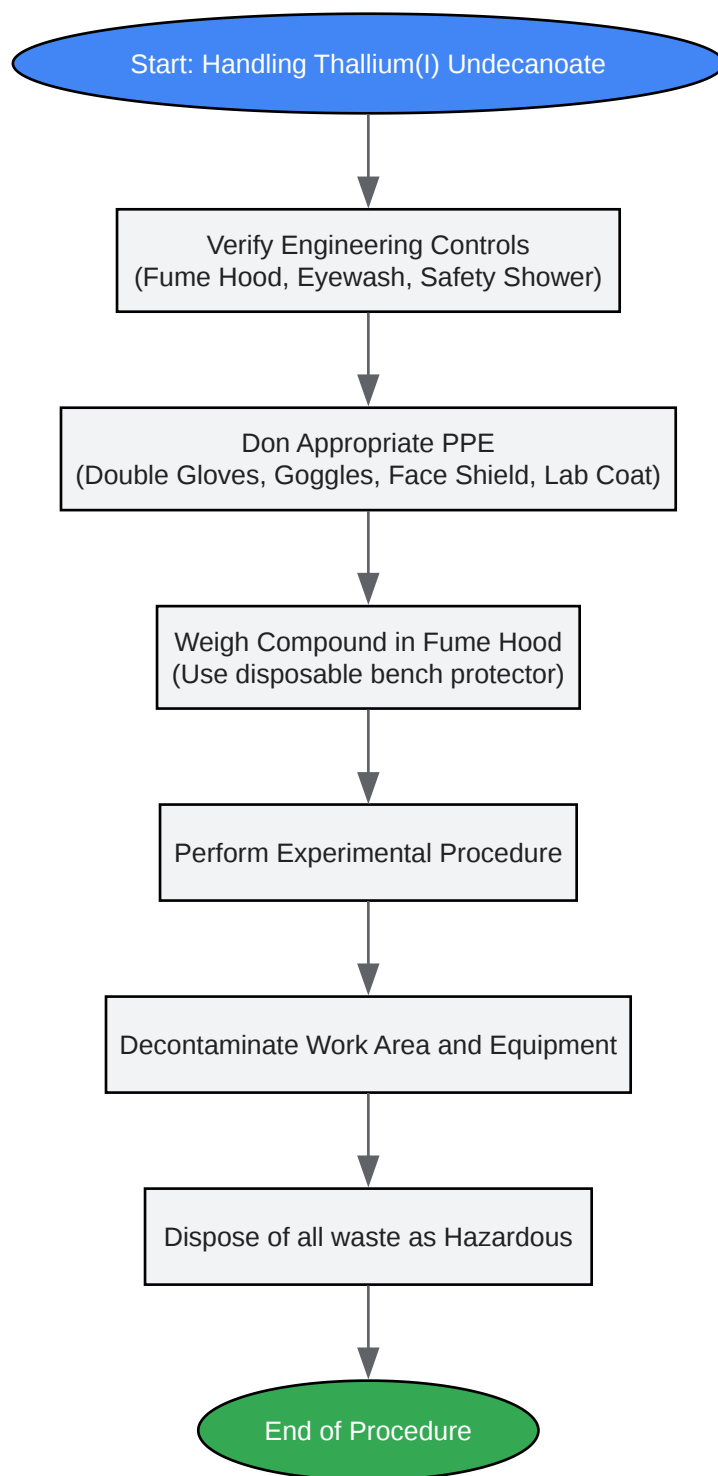 Start: Handling Thallium(I) Undecanoate
Verify Engineering Controls
(Fume Hood, Eyewash, Safety Shower)
Don Appropriate PPE
(Double Gloves, Goggles, Face Shield, Lab Coat)
Weigh Compound in Fume Hood
(Use disposable bench protector)
Perform Experimental Procedure
Decontaminate Work Area and Equipment
Dispose of all waste as Hazardous
End of Procedure